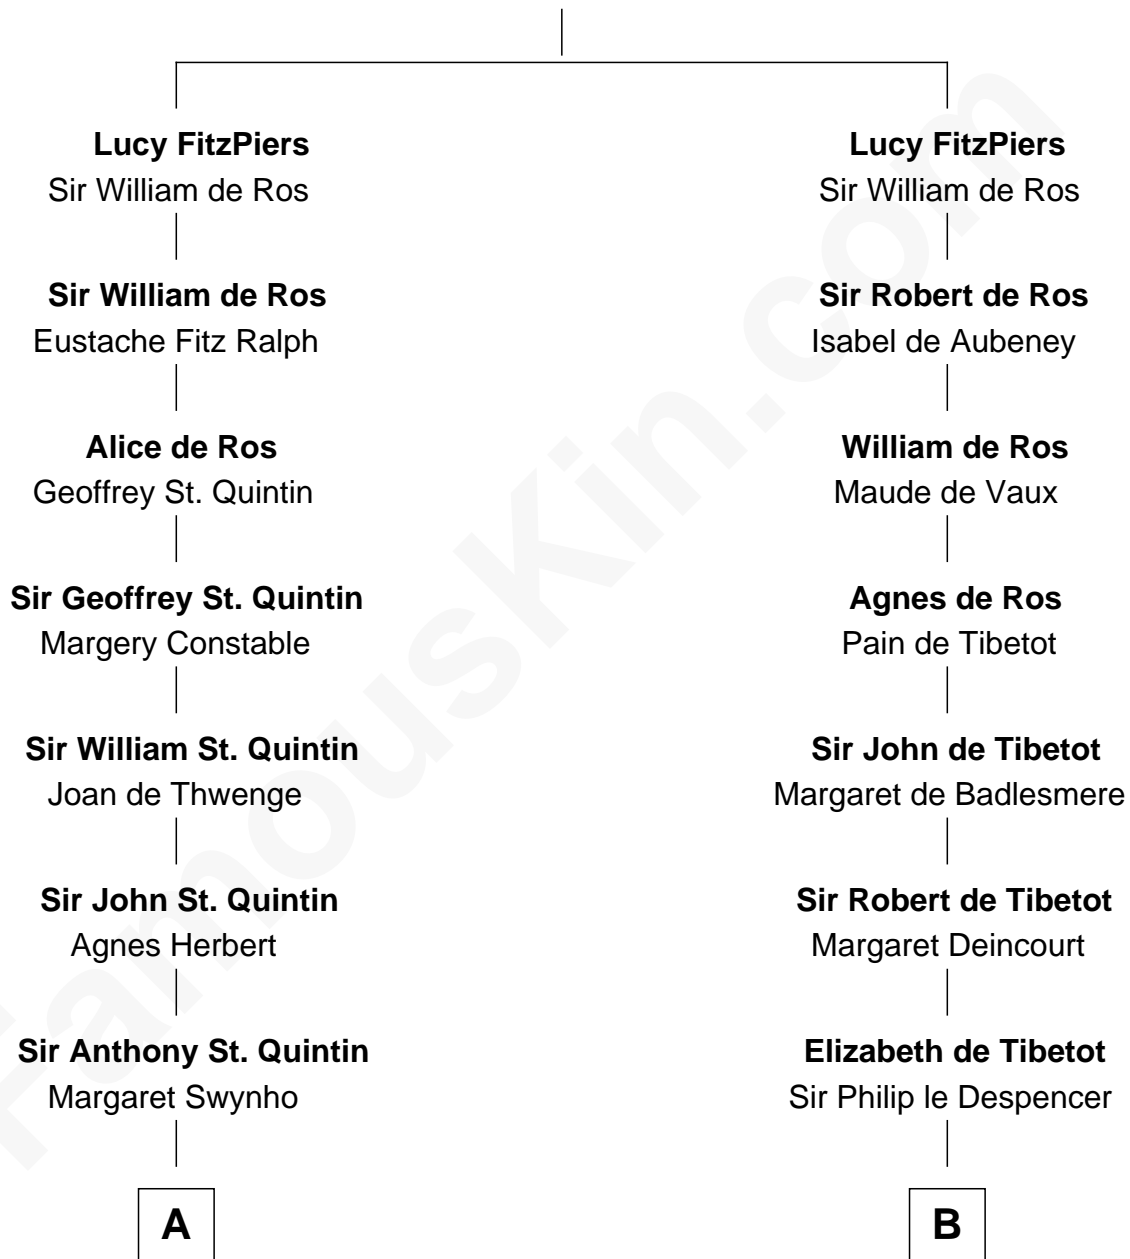 Lucy FitzPiers
Sir William de Ros
Sir William de Ros
Eustache Fitz Ralph
Alice de Ros
Geoffrey St. Quintin
Sir Geoffrey St. Quintin
Margery Constable
Sir William St. Quintin
Joan de Thwenge
Sir John St. Quintin
Agnes Herbert
Sir Anthony St. Quintin
Margaret Swynho
A
Lucy FitzPiers
Sir William de Ros
Sir Robert de Ros
Isabel de Aubeney
William de Ros
Maude de Vaux
Agnes de Ros
Pain de Tibetot
Sir John de Tibetot
Margaret de Badlesmere
Sir Robert de Tibetot
Margaret Deincourt
Elizabeth de Tibetot
Sir Philip le Despencer
B
FamousKin.com